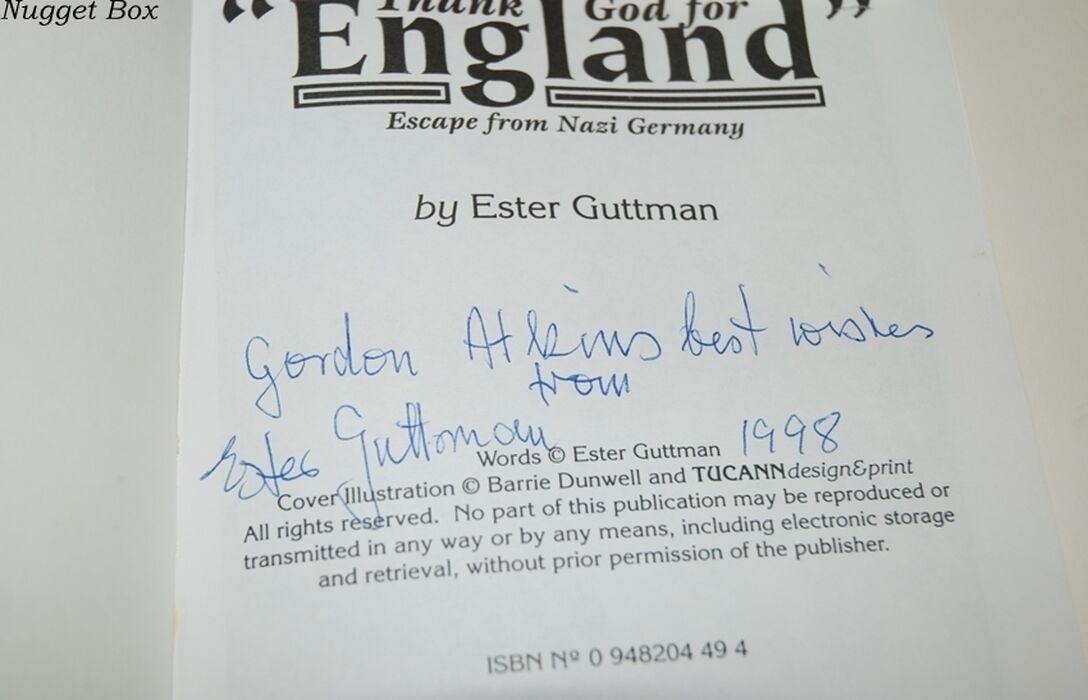 Nugget Box
"Thank God for
England"
Escape from Nazi Germany
by Ester Guttman
Gordon Atkins best wishes
from
Ester Guttman 1998
Words © Ester Guttman
Cover Illustration © Barrie Dunwell and TUCANNdesign&print
All rights reserved. No part of this publication may be reproduced or
transmitted in any way or by any means, including electronic storage
and retrieval, without prior permission of the publisher.
ISBN Nº 0 948204 49 4